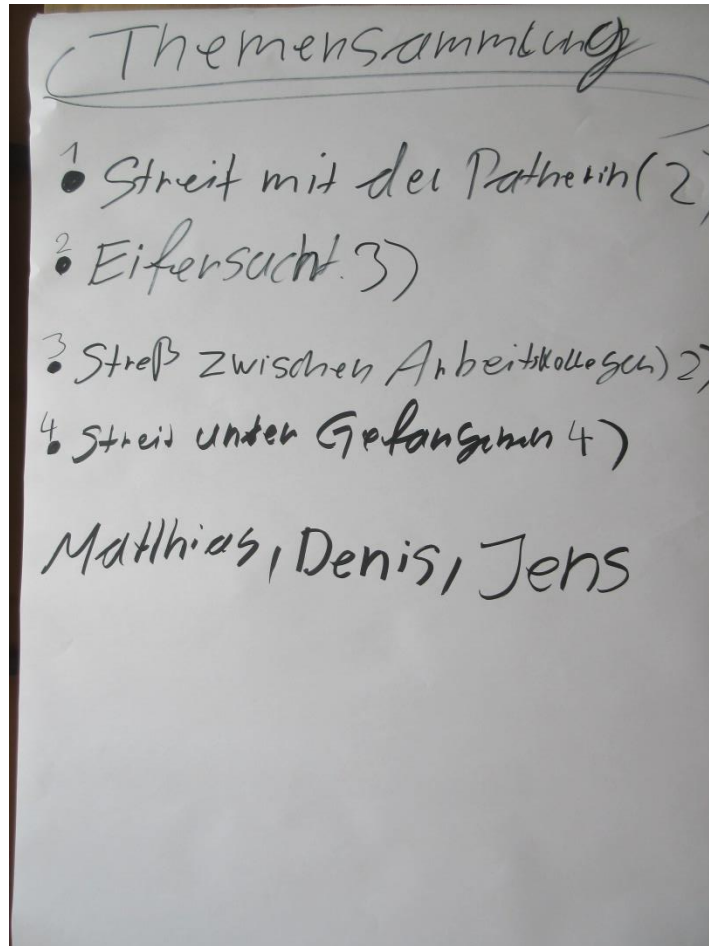 Themensammlung
1 • Streit mit der Patnerin (2)
2 • Eifersucht. 3)
3 • Streß zwischen Arbeitskollegen) 2)
4 • Streit unter Gefangenen 4)
Matthias, Denis, Jens